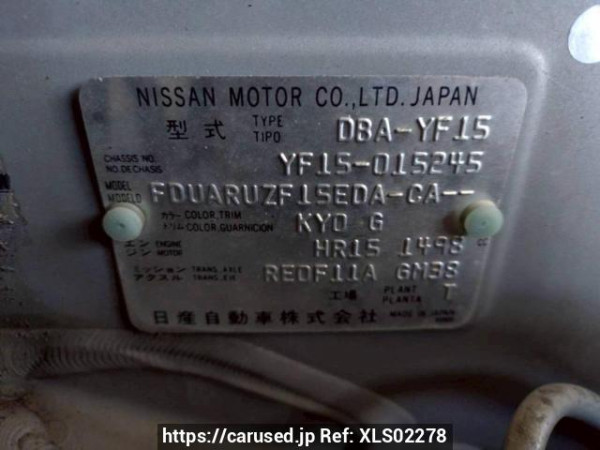 NISSAN MOTOR CO.,LTD. JAPAN
型式 TYPE TIPO DBA-YF15
CHASSIS NO. NO.DE CHASIS YF15-015245
MODEL MODELO FDUARUZF15EDA-CA--
カラー COLOR,TRIM トリム COLOR,GUARNICION KYO G
エンジン ENGINE MOTOR HR15 1498 CC
ミッション アクスル TRANS. AXLE TRANS. EJE REOF11A GM38
工場 PLANT PLANTA T
日産自動車株式会社 MADE IN JAPAN
https://carused.jp Ref: XLS02278